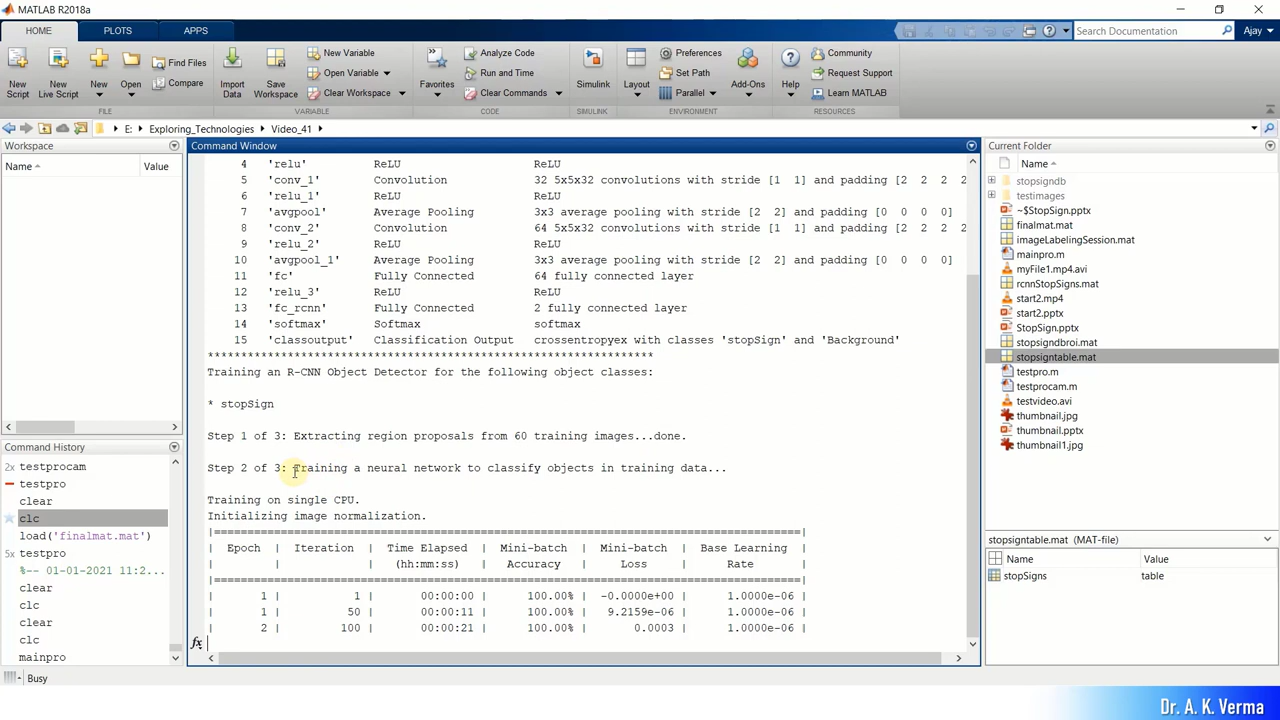 MATLAB R2018a
HOME PLOTS APPS Search Documentation Ajay
New Script
New Live Script
New
Open
Find Files
Compare
FILE
Import Data
Save Workspace
New Variable
Open Variable
Clear Workspace
VARIABLE
Favorites
Analyze Code
Run and Time
Clear Commands
CODE
Simulink
SIMULINK
Layout
Preferences
Set Path
Parallel
Add-Ons
ENVIRONMENT
Help
Community
Request Support
Learn MATLAB
RESOURCES
E: Exploring_Technologies Video_41
Workspace
Name Value
Command History
2x testprocam
testpro
clear
clc
load('finalmat.mat')
5x testpro
%-- 01-01-2021 11:2...
clear
clc
clear
clc
mainpro
Busy
Command Window
4 'relu' ReLU ReLU
5 'conv_1' Convolution 32 5x5x32 convolutions with stride [1 1] and padding [2 2 2 2
6 'relu_1' ReLU ReLU
7 'avgpool' Average Pooling 3x3 average pooling with stride [2 2] and padding [0 0 0 0]
8 'conv_2' Convolution 64 5x5x32 convolutions with stride [1 1] and padding [2 2 2 2
9 'relu_2' ReLU ReLU
10 'avgpool_1' Average Pooling 3x3 average pooling with stride [2 2] and padding [0 0 0 0]
11 'fc' Fully Connected 64 fully connected layer
12 'relu_3' ReLU ReLU
13 'fc_rcnn' Fully Connected 2 fully connected layer
14 'softmax' Softmax softmax
15 'classoutput' Classification Output crossentropyex with classes 'stopSign' and 'Background'
*******************************************************************
Training an R-CNN Object Detector for the following object classes:
* stopSign
Step 1 of 3: Extracting region proposals from 60 training images...done.
Step 2 of 3: Training a neural network to classify objects in training data...
Training on single CPU.
Initializing image normalization.
|=========================================================================================|
| Epoch | Iteration | Time Elapsed | Mini-batch | Mini-batch | Base Learning |
| | | (hh:mm:ss) | Accuracy | Loss | Rate |
|=========================================================================================|
| 1 | 1 | 00:00:00 | 100.00% | -0.0000e+00 | 1.0000e-06 |
| 1 | 50 | 00:00:11 | 100.00% | 9.2159e-06 | 1.0000e-06 |
| 2 | 100 | 00:00:21 | 100.00% | 0.0003 | 1.0000e-06 |
fx
Current Folder
Name
stopsigndb
testimages
~$StopSign.pptx
finalmat.mat
imageLabelingSession.mat
mainpro.m
myFile1.mp4.avi
rcnnStopSigns.mat
start2.mp4
start2.pptx
StopSign.pptx
stopsigndbroi.mat
stopsigntable.mat
testpro.m
testprocam.m
testvideo.avi
thumbnail.jpg
thumbnail.png
thumbnail1.jpg
stopsigntable.mat (MAT-file)
Name Value
stopSigns table
Dr. A. K. Verma